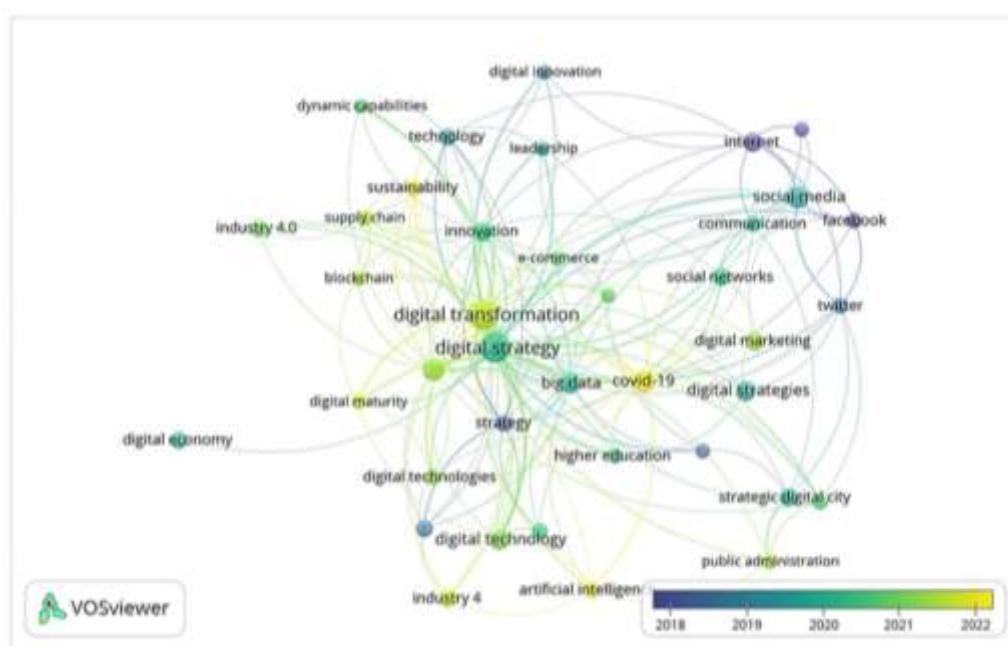 digital innovation
dynamic capabilities
technology
internet
leadership
sustainability
social media
supply chain
communication
facebook
industry 4.0
innovation
e-commerce
blockchain
social networks
twitter
digital transformation
digital marketing
digital strategy
big data
covid-19
digital strategies
digital maturity
strategy
digital economy
higher education
digital technologies
strategic digital city
digital technology
public administration
artificial intelligenc
industry 4
VOSviewer
2018 2019 2020 2021 2022